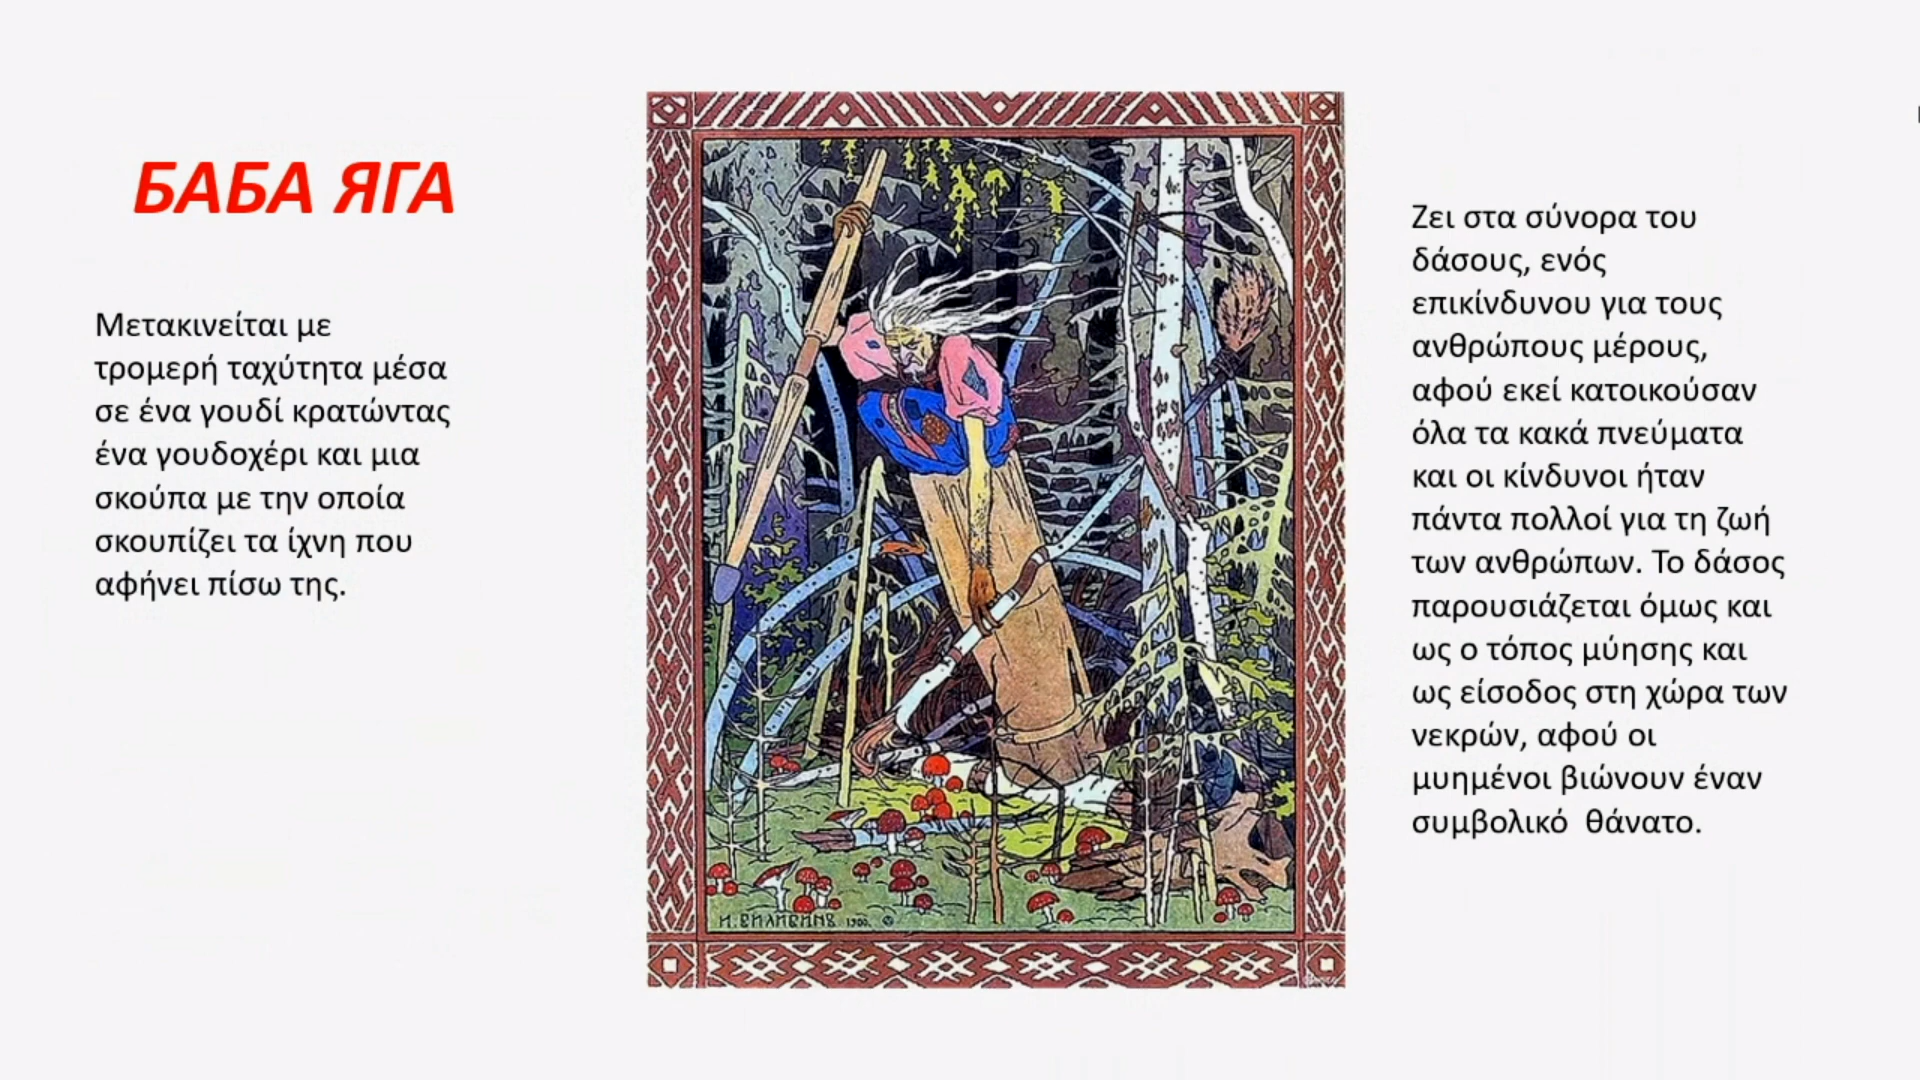 БАБА ЯГА
Μετακινείται με
τρομερή ταχύτητα μέσα
σε ένα γουδί κρατώντας
ένα γουδοχέρι και μια
σκούπα με την οποία
σκουπίζει τα ίχνη που
αφήνει πίσω της.
И. БИЛИБИНЪ 1900.
Ζει στα σύνορα του
δάσους, ενός
επικίνδυνου για τους
ανθρώπους μέρους,
αφού εκεί κατοικούσαν
όλα τα κακά πνεύματα
και οι κίνδυνοι ήταν
πάντα πολλοί για τη ζωή
των ανθρώπων. Το δάσος
παρουσιάζεται όμως και
ως ο τόπος μύησης και
ως είσοδος στη χώρα των
νεκρών, αφού οι
μυημένοι βιώνουν έναν
συμβολικό  θάνατο.